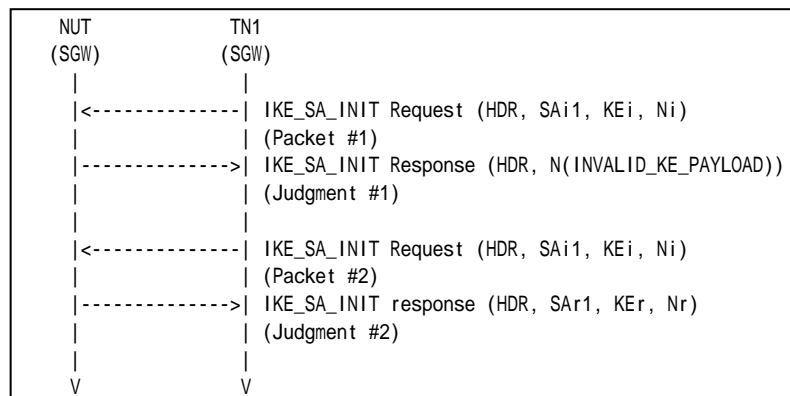 NUT TN1
(SGW) (SGW)
| |
|<--------------| IKE_SA_INIT Request (HDR, SAi1, KEi, Ni)
| | (Packet #1)
|-------------->| IKE_SA_INIT Response (HDR, N(INVALID_KE_PAYLOAD))
| | (Judgment #1)
| |
|<--------------| IKE_SA_INIT Request (HDR, SAi1, KEi, Ni)
| | (Packet #2)
|-------------->| IKE_SA_INIT response (HDR, SAr1, KEr, Nr)
| | (Judgment #2)
| |
V V